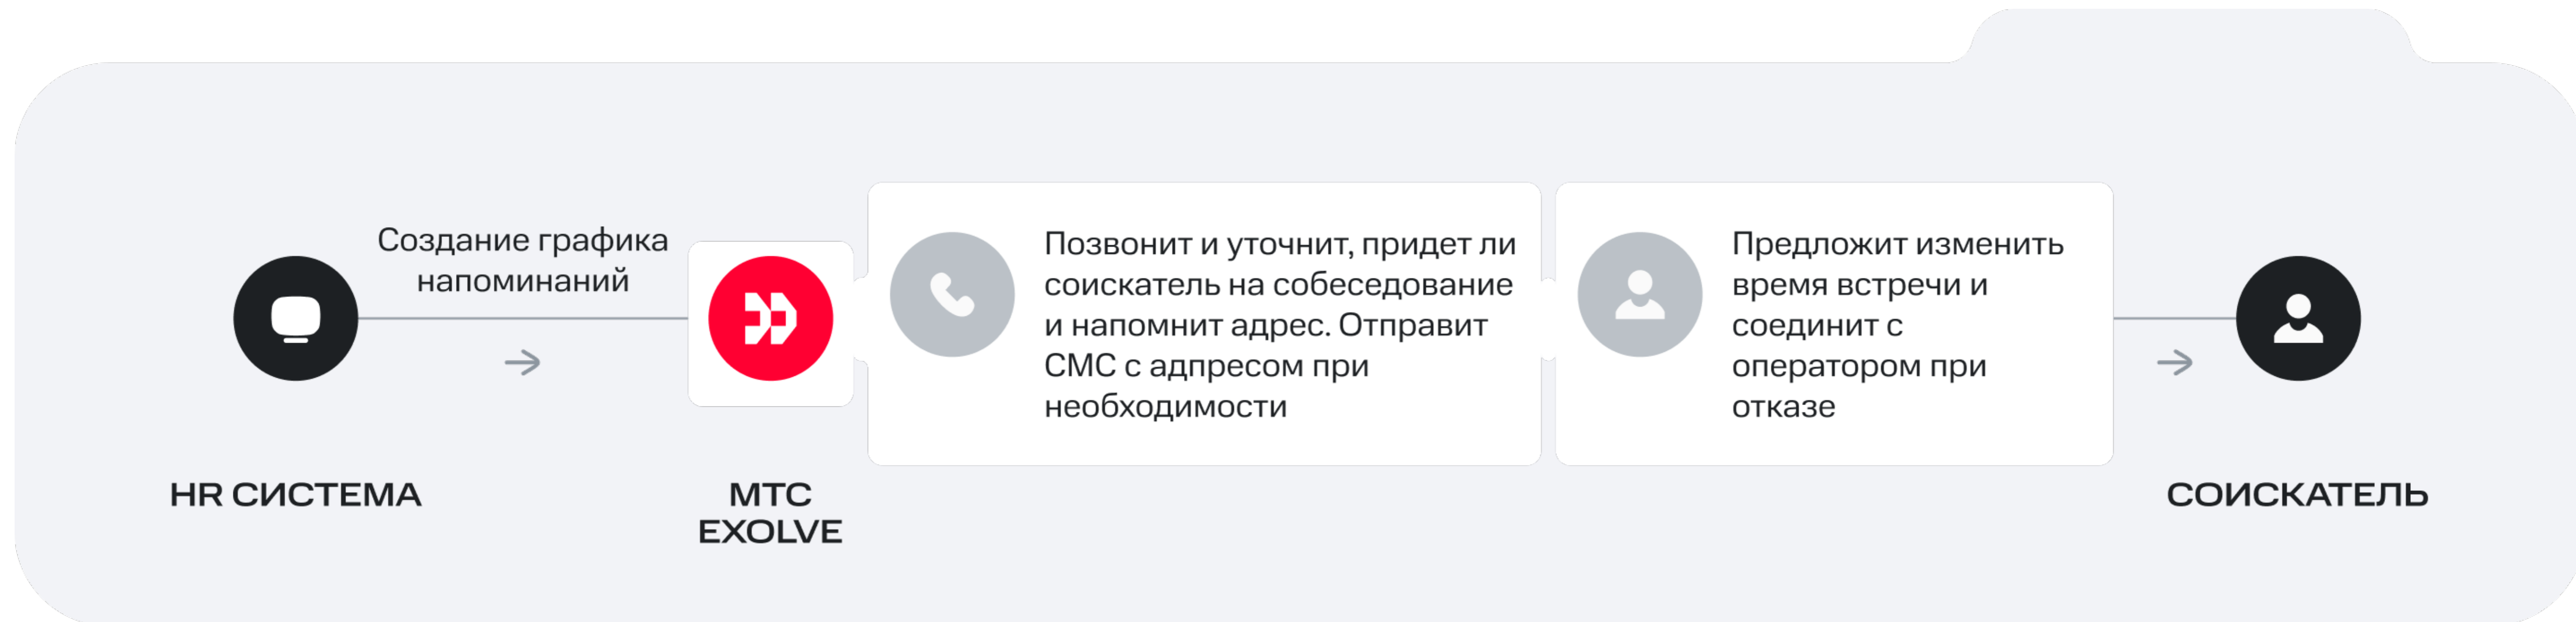 Создание графика
напоминаний
HR СИСТЕМА
МТС
EXOLVE
Позвонит и уточнит, придет ли
соискатель на собеседование
и напомнит адрес. Отправит
СМС с адпресом при
необходимости
Предложит изменить
время встречи и
соединит с
оператором при
отказе
СОИСКАТЕЛЬ